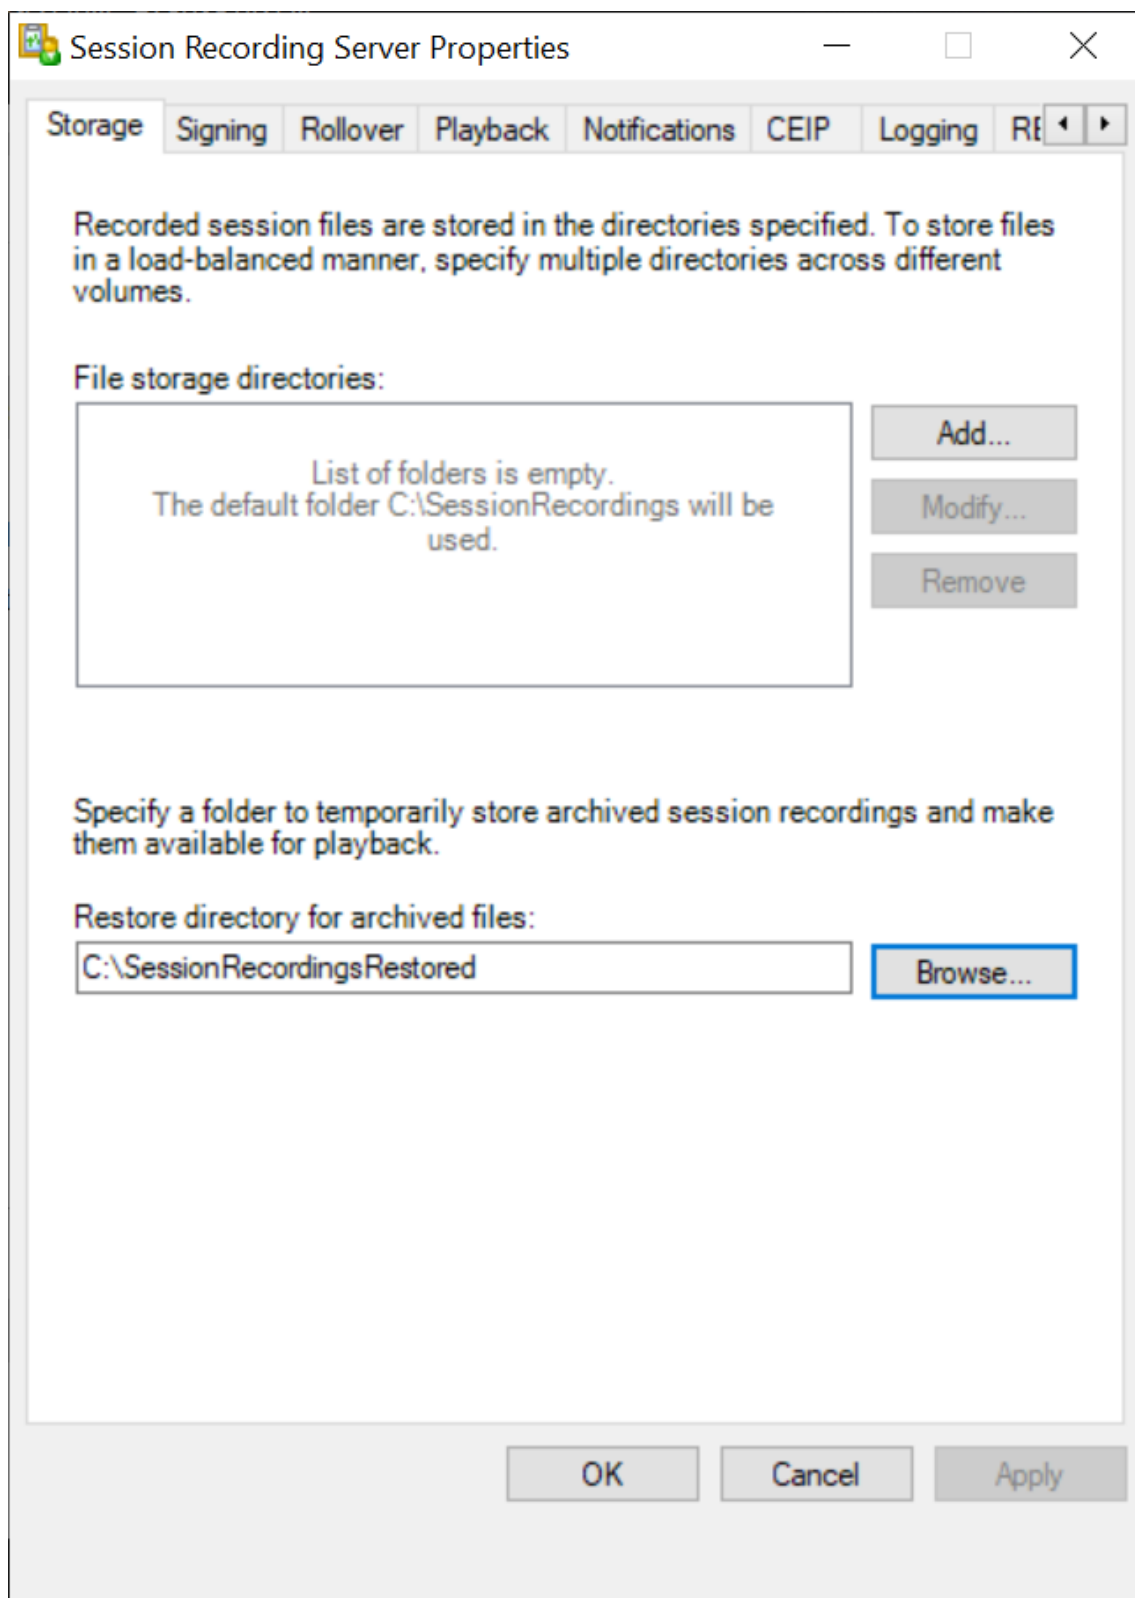 Session Recording Server Properties
Storage Signing Rollover Playback Notifications CEIP Logging
Recorded session files are stored in the directories specified. To store files
in a load-balanced manner, specify multiple directories across different
volumes.
File storage directories:
List of folders is empty.
The default folder C:\SessionRecordings will be
used.
Add...
Modify...
Remove
Specify a folder to temporarily store archived session recordings and make
them available for playback.
Restore directory for archived files:
C:\SessionRecordingsRestored
Browse...
OK Cancel Apply